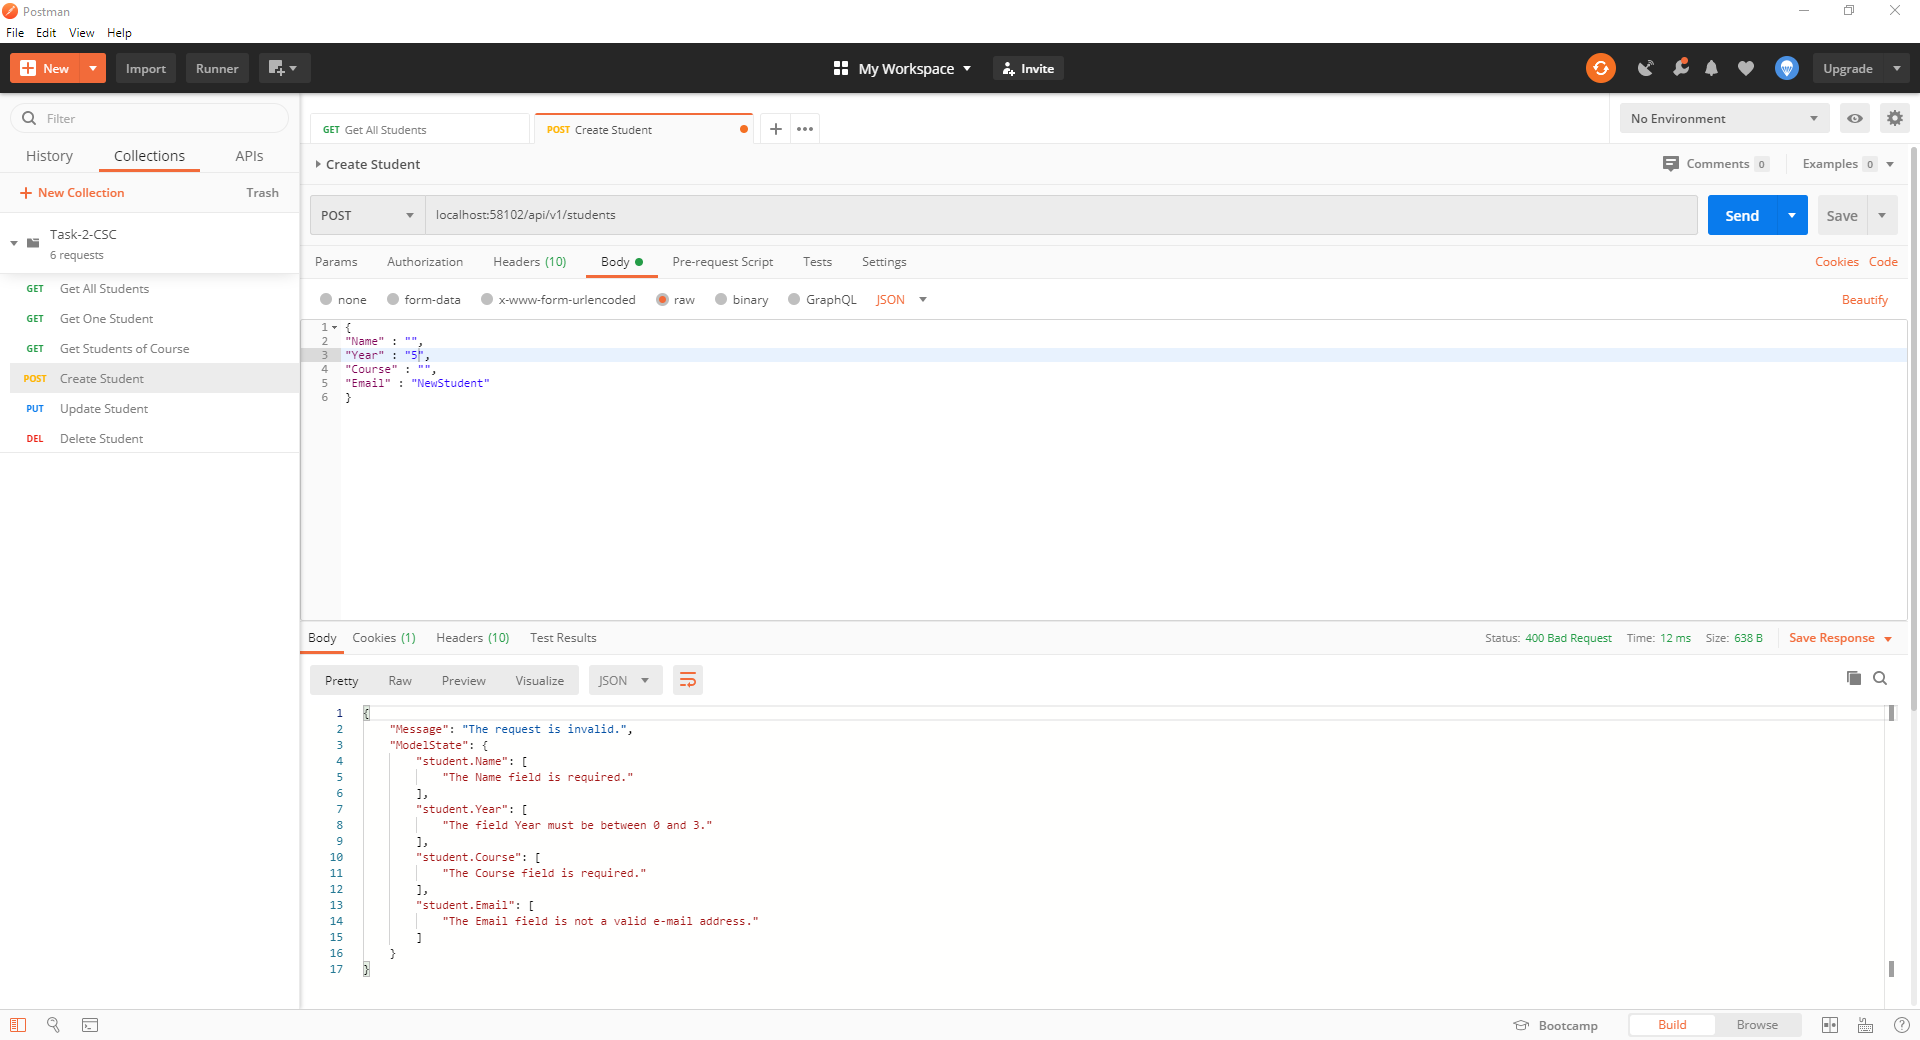 Postman
File Edit View Help
New Import Runner My Workspace Invite Upgrade
Filter
History Collections APIs
New Collection Trash
Task-2-CSC
6 requests
GET Get All Students
GET Get One Student
GET Get Students of Course
POST Create Student
PUT Update Student
DEL Delete Student
GET Get All Students POST Create Student No Environment
Create Student Comments 0 Examples 0
POST localhost:58102/api/v1/students Send Save
Params Authorization Headers (10) Body Pre-request Script Tests Settings Cookies Code
none form-data x-www-form-urlencoded raw binary GraphQL JSON Beautify
1 {
2 "Name" : "",
3 "Year" : "5",
4 "Course" : "",
5 "Email" : "NewStudent"
6 }
Body Cookies (1) Headers (10) Test Results Status: 400 Bad Request Time: 12 ms Size: 638 B Save Response
Pretty Raw Preview Visualize JSON
1 {
2 "Message": "The request is invalid.",
3 "ModelState": {
4 "student.Name": [
5 "The Name field is required."
6 ],
7 "student.Year": [
8 "The field Year must be between 0 and 3."
9 ],
10 "student.Course": [
11 "The Course field is required."
12 ],
13 "student.Email": [
14 "The Email field is not a valid e-mail address."
15 ]
16 }
17 }
Bootcamp Build Browse